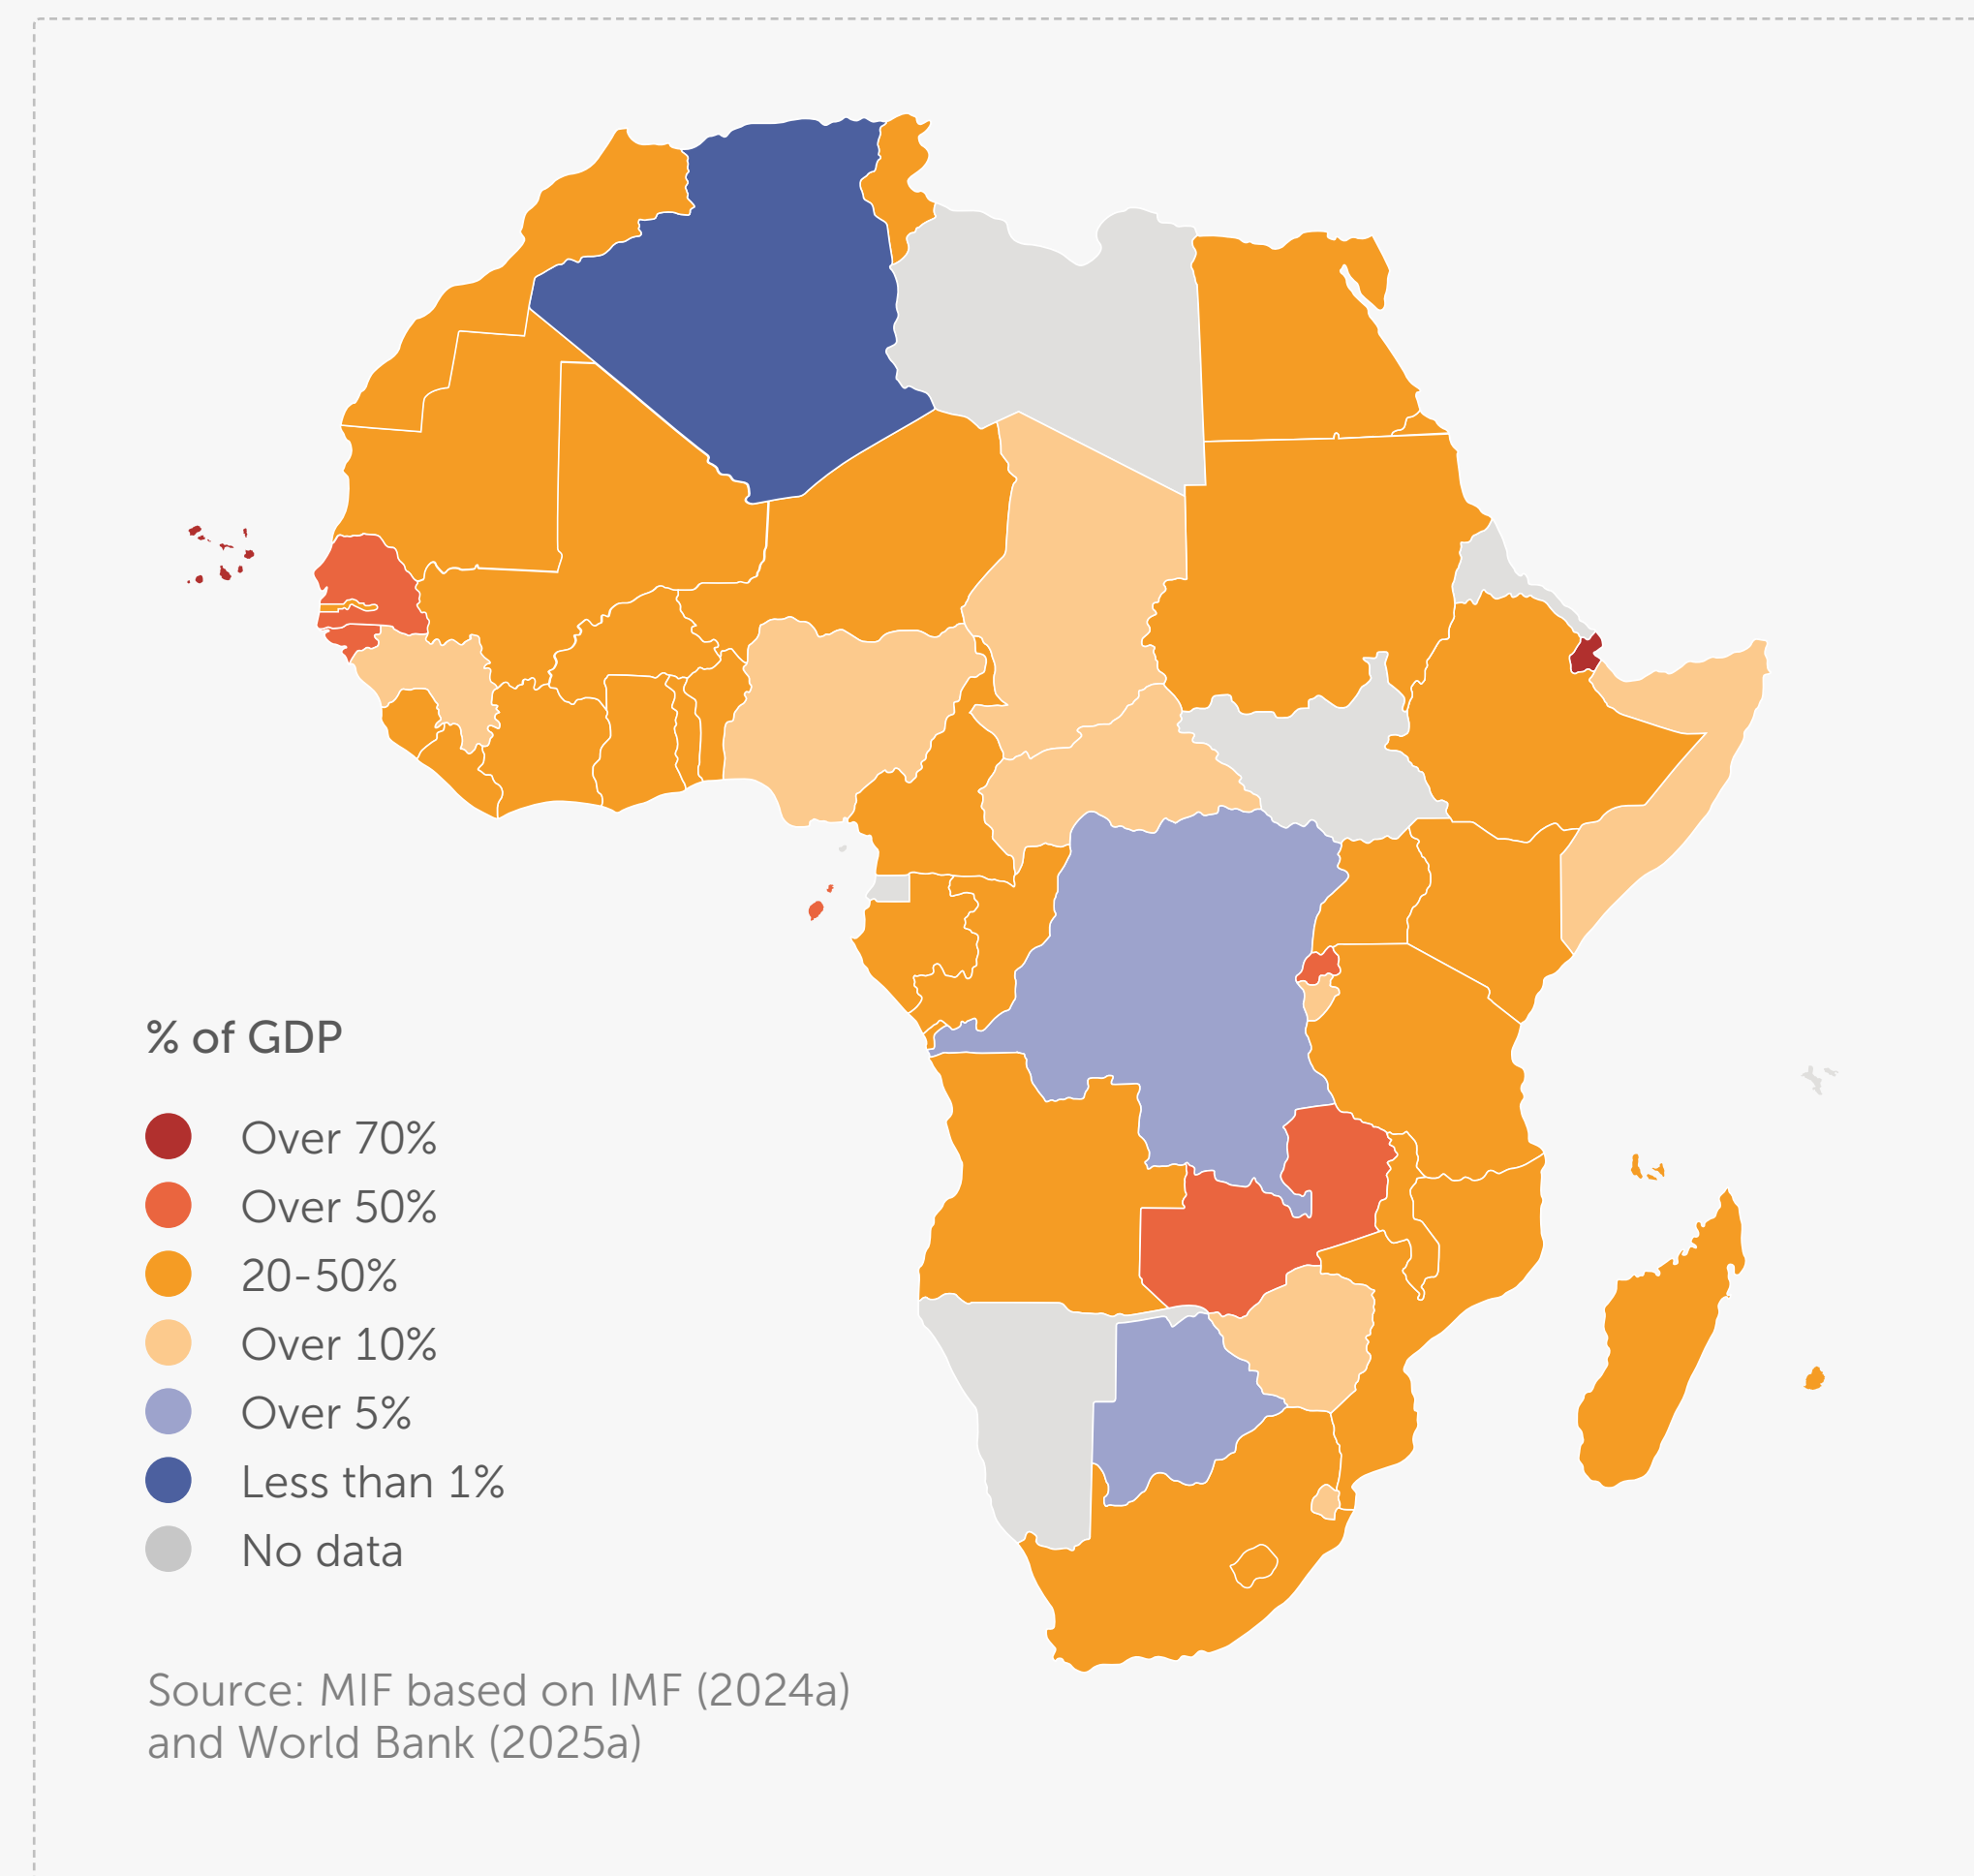 % of GDP
Over 70%
Over 50%
20-50%
Over 10%
Over 5%
Less than 1%
No data
Source: MIF based on IMF (2024a)
and World Bank (2025a)